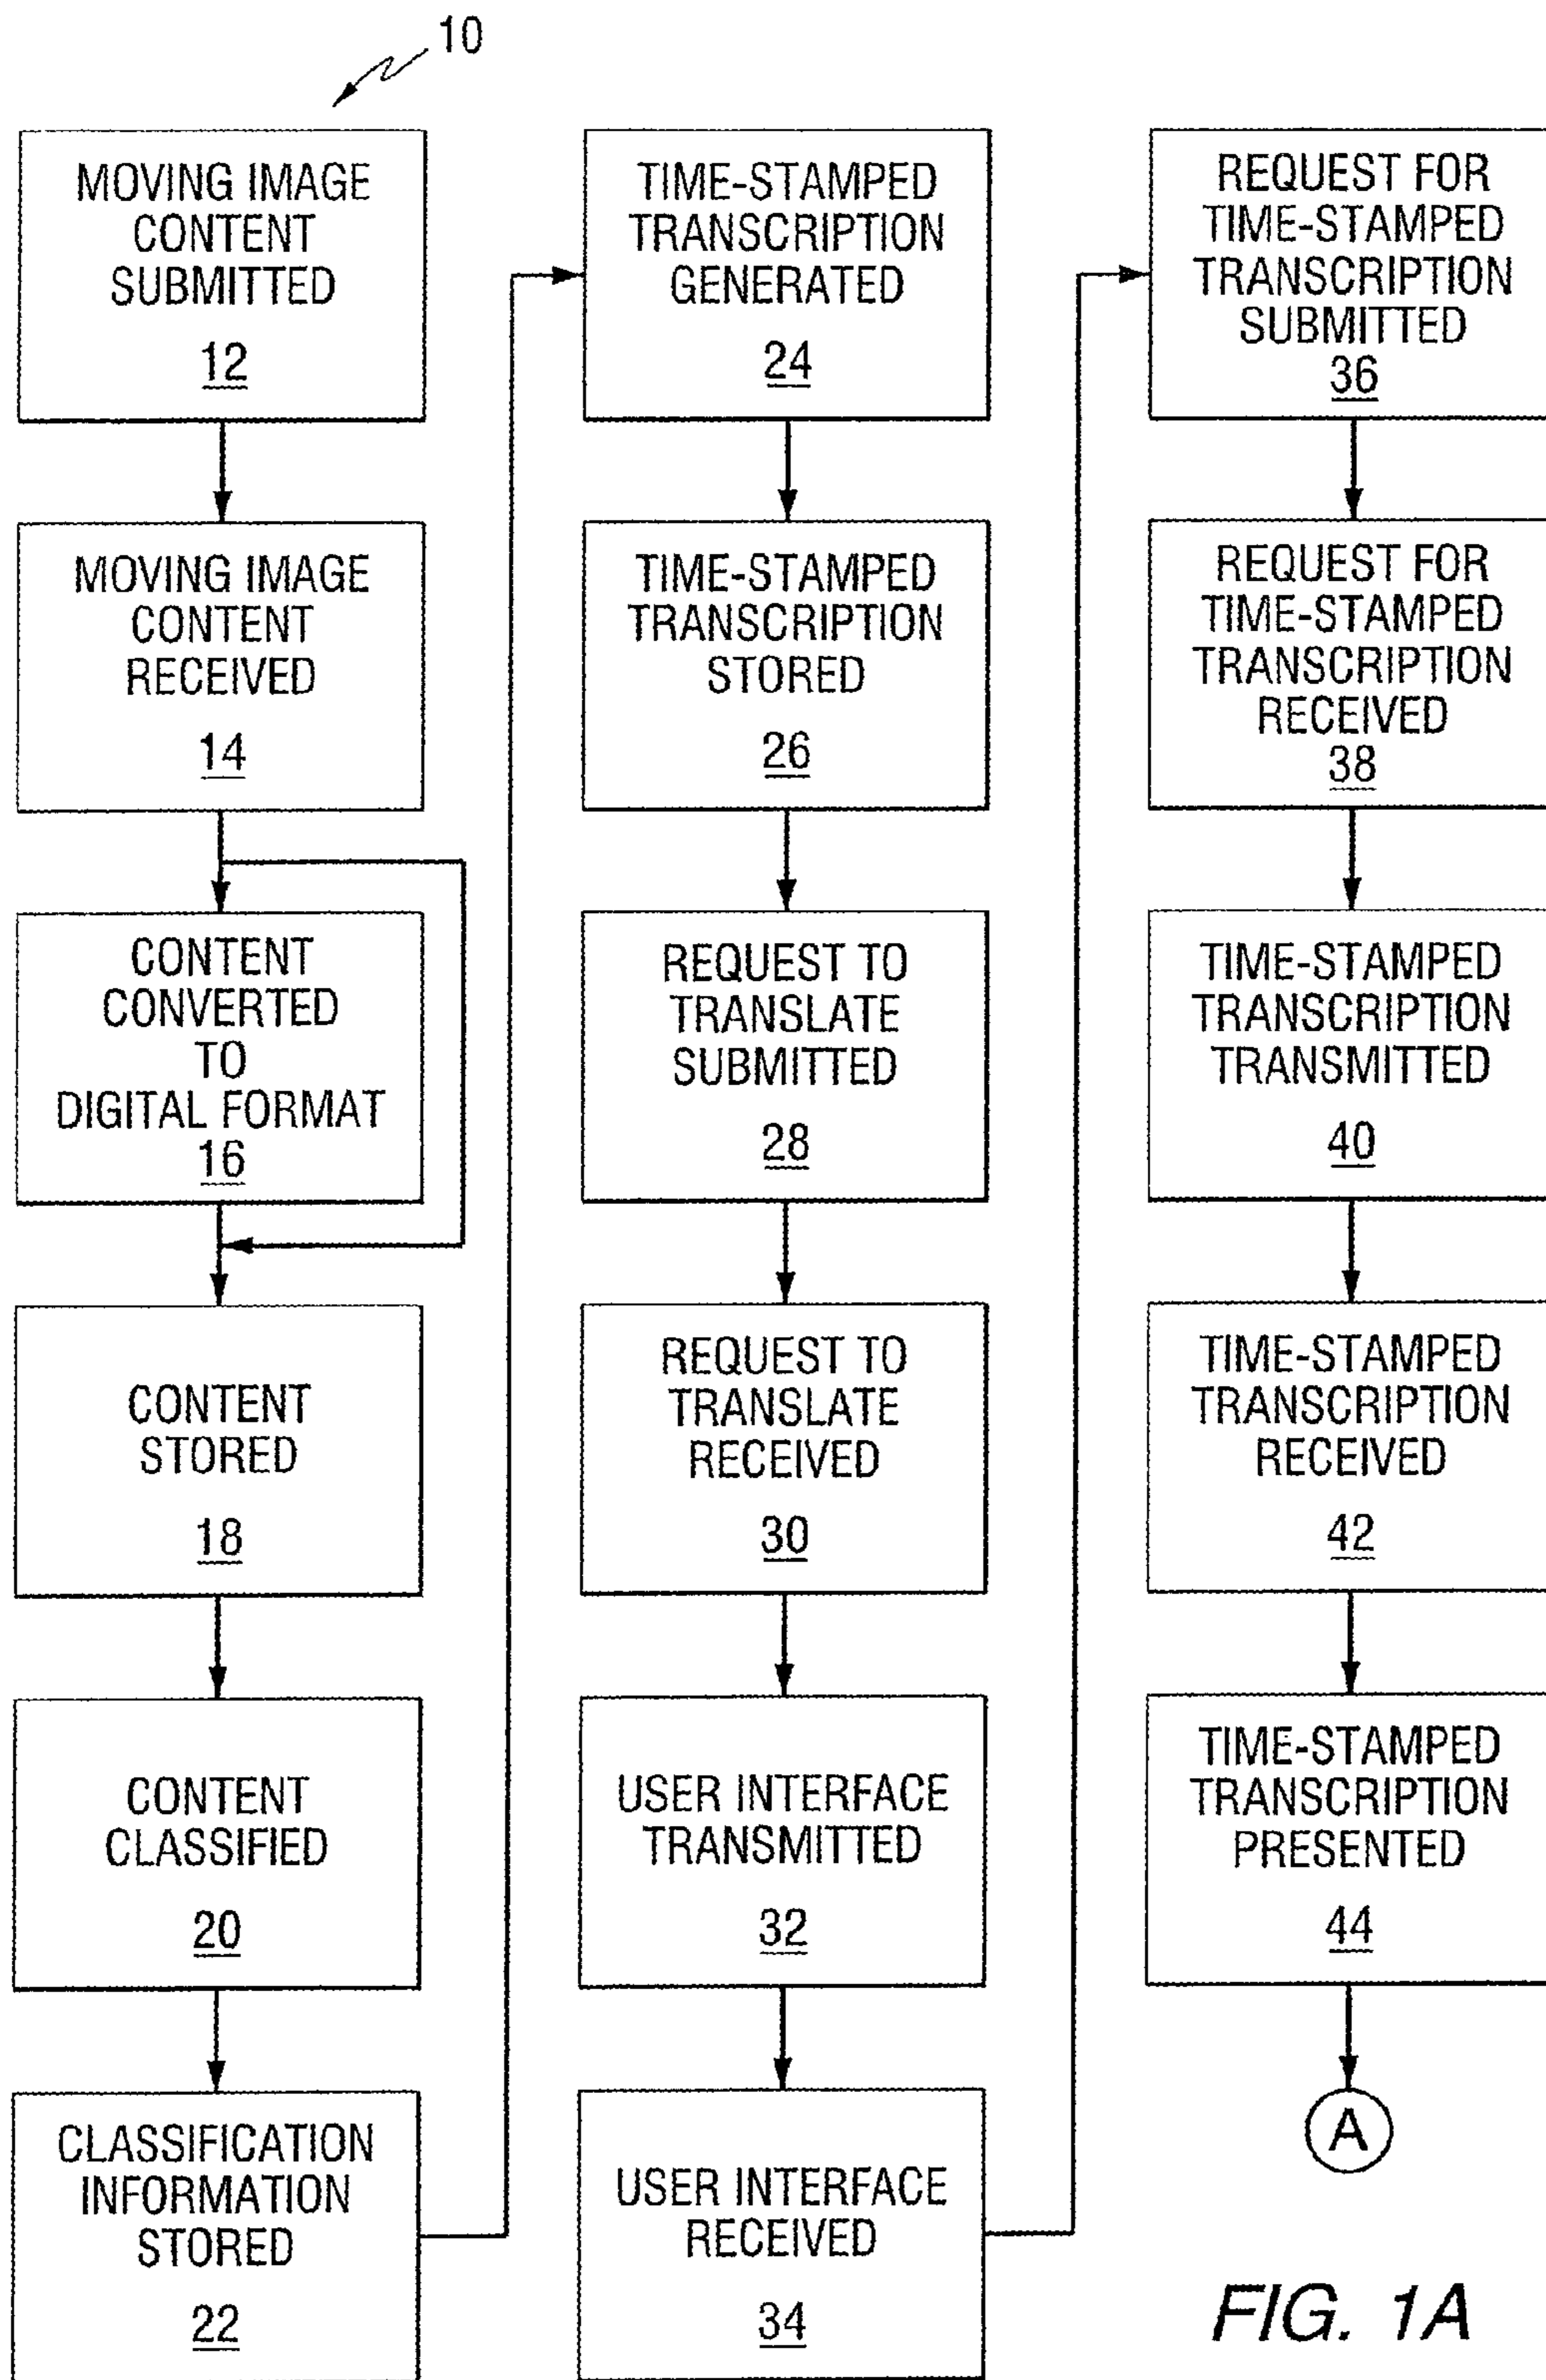 10
MOVING IMAGE
CONTENT
SUBMITTED
12
MOVING IMAGE
CONTENT
RECEIVED
14
CONTENT
CONVERTED
TO
DIGITAL FORMAT
16
CONTENT
STORED
18
CONTENT
CLASSIFIED
20
CLASSIFICATION
INFORMATION
STORED
22
TIME-STAMPED
TRANSCRIPTION
GENERATED
24
TIME-STAMPED
TRANSCRIPTION
STORED
26
REQUEST TO
TRANSLATE
SUBMITTED
28
REQUEST TO
TRANSLATE
RECEIVED
30
USER INTERFACE
TRANSMITTED
32
USER INTERFACE
RECEIVED
34
REQUEST FOR
TIME-STAMPED
TRANSCRIPTION
SUBMITTED
36
REQUEST FOR
TIME-STAMPED
TRANSCRIPTION
RECEIVED
38
TIME-STAMPED
TRANSCRIPTION
TRANSMITTED
40
TIME-STAMPED
TRANSCRIPTION
RECEIVED
42
TIME-STAMPED
TRANSCRIPTION
PRESENTED
44
A
FIG. 1A